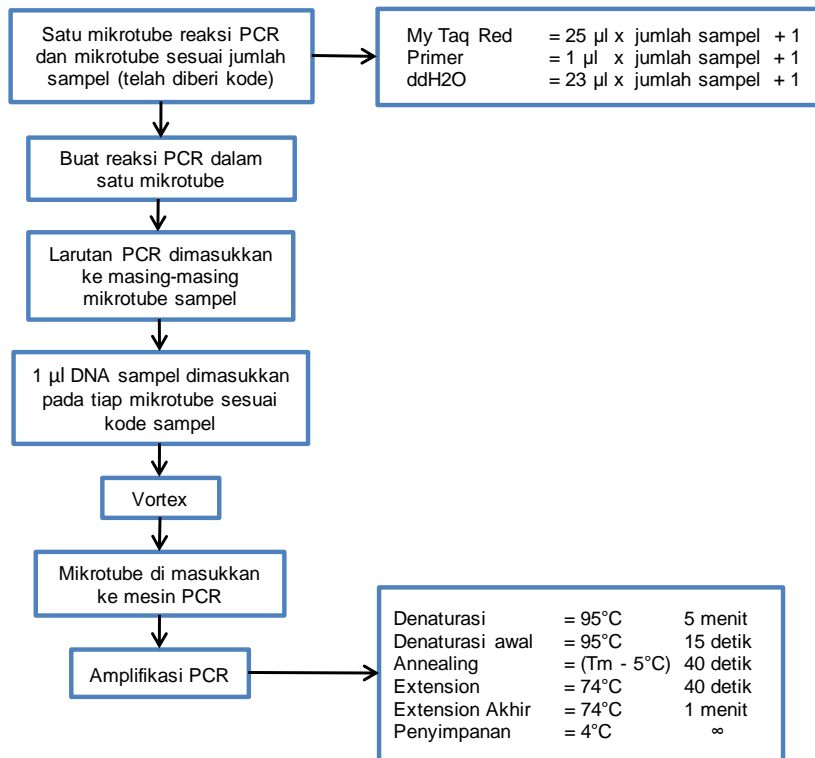 Satu mikrotube reaksi PCR
dan mikrotube sesuai jumlah
sampel (telah diberi kode)
My Taq Red = 25 µl x jumlah sampel + 1
Primer = 1 µl x jumlah sampel + 1
ddH2O = 23 µl x jumlah sampel + 1
Buat reaksi PCR dalam
satu mikrotube
Larutan PCR dimasukkan
ke masing-masing
mikrotube sampel
1 µl DNA sampel dimasukkan
pada tiap mikrotube sesuai
kode sampel
Vortex
Mikrotube di masukkan
ke mesin PCR
Amplifikasi PCR
Denaturasi = 95°C 5 menit
Denaturasi awal = 95°C 15 detik
Annealing = (Tm - 5°C) 40 detik
Extension = 74°C 40 detik
Extension Akhir = 74°C 1 menit
Penyimpanan = 4°C ∞